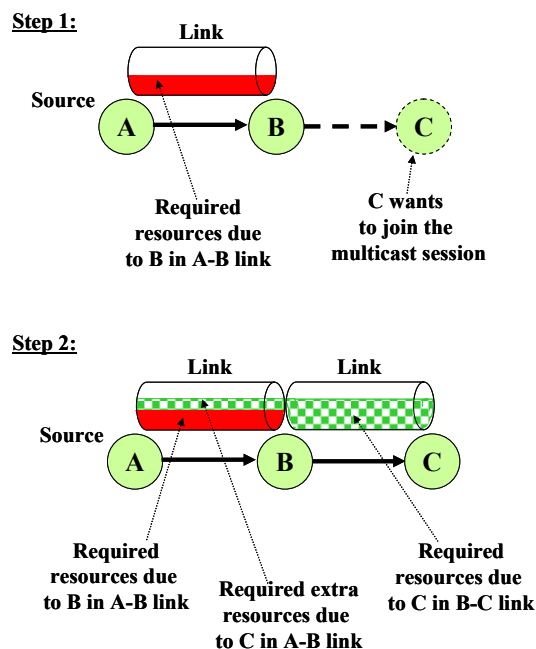 Step 1:
Link
Source
A
B
C
Required
resources due
to B in A-B link
C wants
to join the
multicast session
Step 2:
Link
Link
Source
A
B
C
Required
resources due
to B in A-B link
Required extra
resources due
to C in A-B link
Required
resources due
to C in B-C link